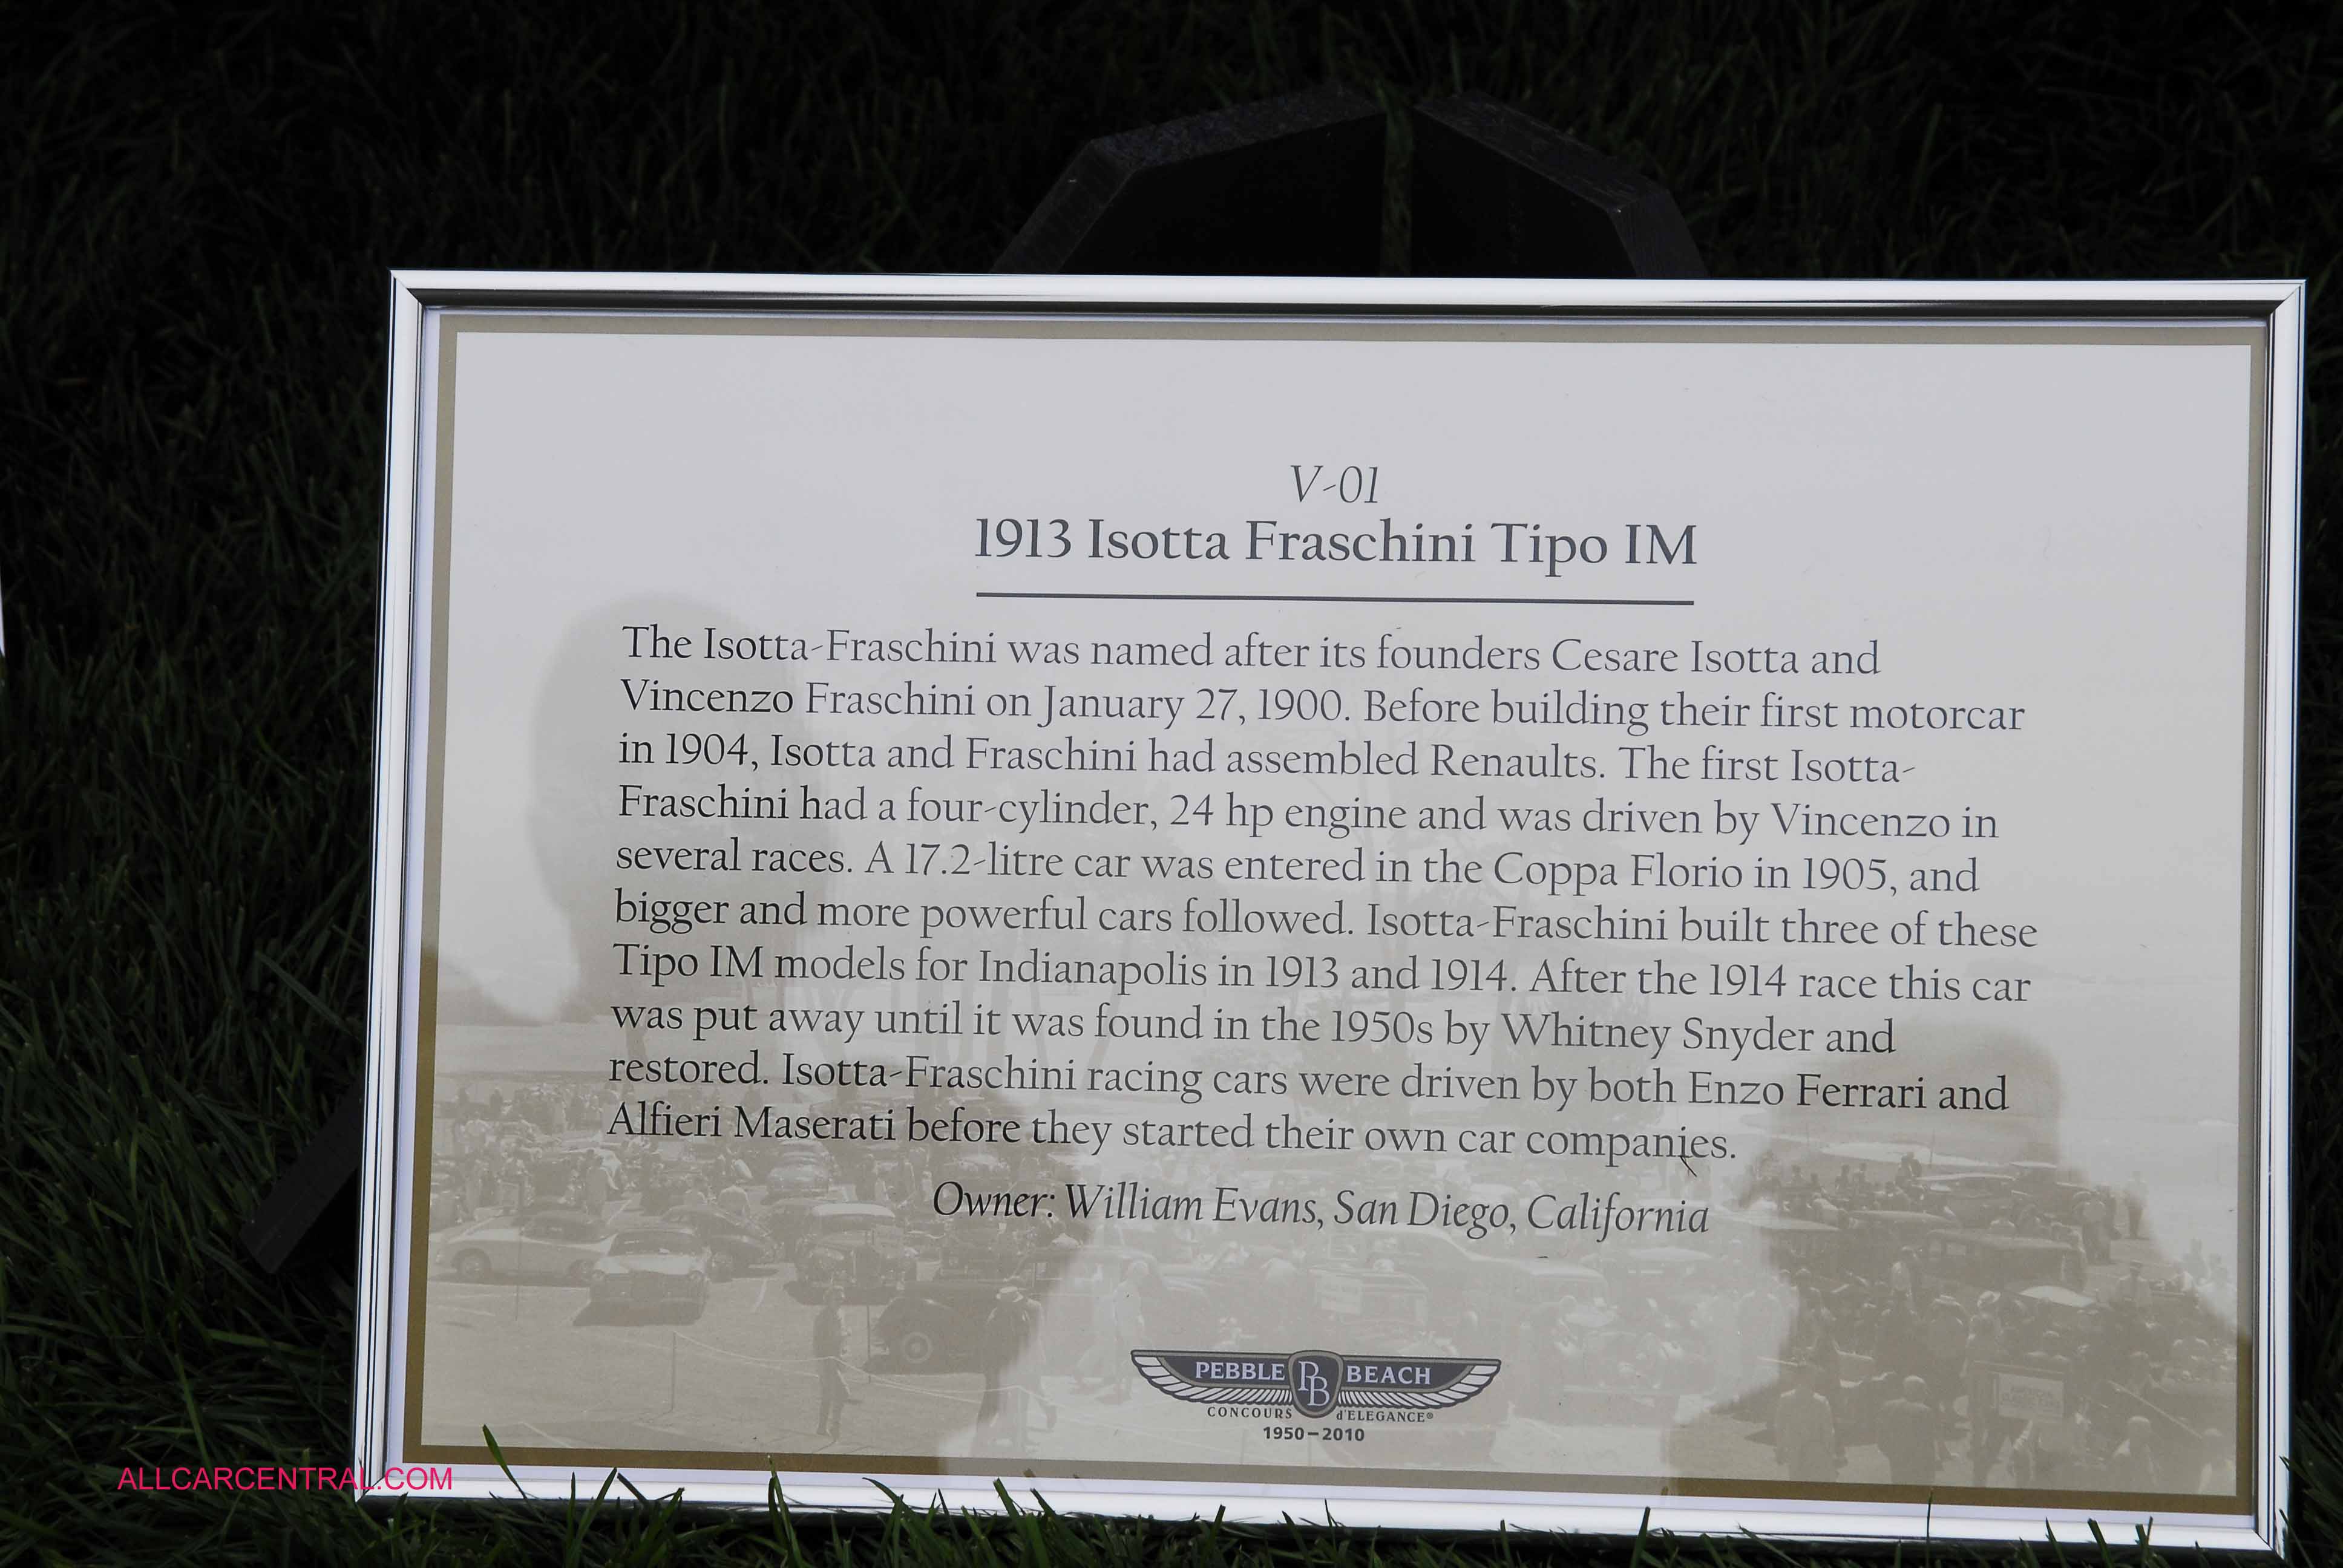 V-01
1913 Isotta Fraschini Tipo IM
The Isotta-Fraschini was named after its founders Cesare Isotta and
Vincenzo Fraschini on January 27, 1900. Before building their first motorcar
in 1904, Isotta and Fraschini had assembled Renaults. The first Isotta-
Fraschini had a four-cylinder, 24 hp engine and was driven by Vincenzo in
several races. A 17.2-litre car was entered in the Coppa Florio in 1905, and
bigger and more powerful cars followed. Isotta-Fraschini built three of these
Tipo IM models for Indianapolis in 1913 and 1914. After the 1914 race this car
was put away until it was found in the 1950s by Whitney Snyder and
restored. Isotta-Fraschini racing cars were driven by both Enzo Ferrari and
Alfieri Maserati before they started their own car companies.
Owner: William Evans, San Diego, California
PEBBLE PB BEACH
CONCOURS d'ELEGANCE®
1950–2010
ALLCARCENTRAL.COM